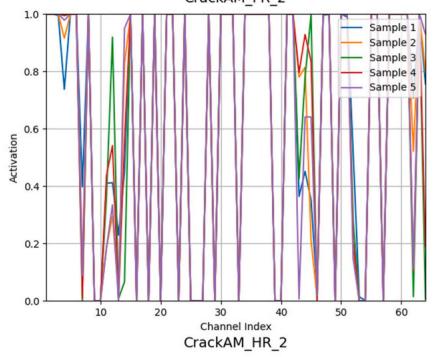 CrackAM_HR_2
1.0
0.8
0.6
0.4
0.2
0.0
Activation
Sample 1
Sample 2
Sample 3
Sample 4
Sample 5
10
20
30
40
50
60
Channel Index
CrackAM_HR_2